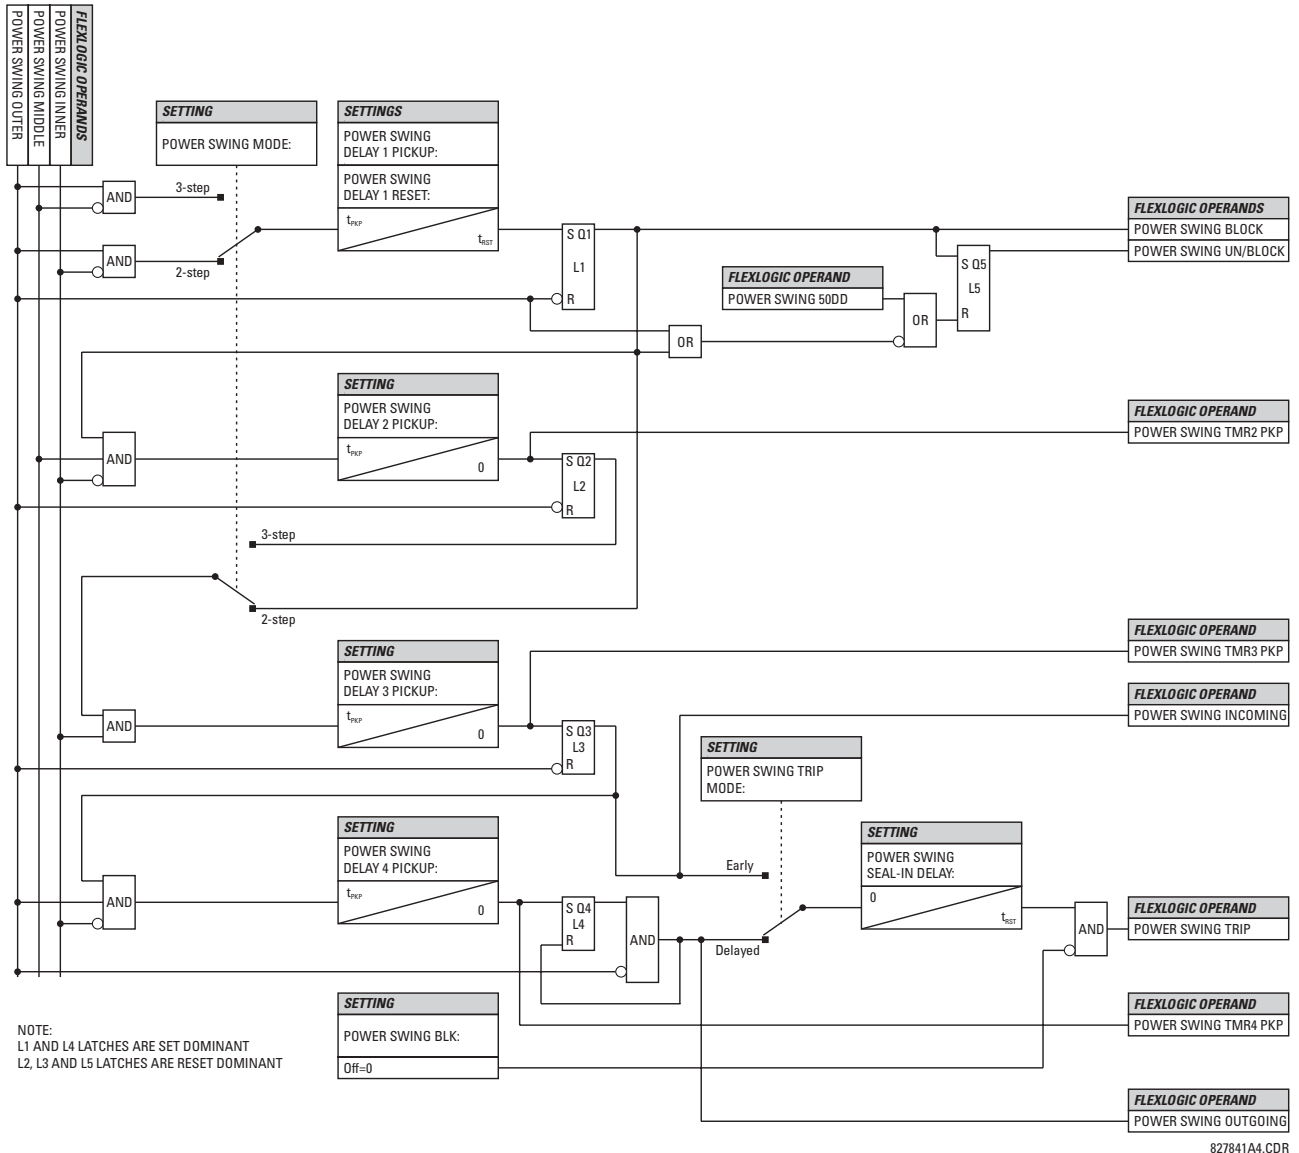 POWER SWING OUTER
POWER SWING MIDDLE
POWER SWING INNER
FLEXLOGIC OPERANDS
SETTING
POWER SWING MODE:
SETTINGS
POWER SWING
DELAY 1 PICKUP:
POWER SWING
DELAY 1 RESET:
tPKP
tRST
AND
3-step
AND
2-step
S Q1
L1
R
FLEXLOGIC OPERANDS
POWER SWING BLOCK
POWER SWING UN/BLOCK
FLEXLOGIC OPERAND
POWER SWING 50DD
OR
OR
S Q5
L5
R
SETTING
POWER SWING
DELAY 2 PICKUP:
tPKP
0
AND
S Q2
L2
R
FLEXLOGIC OPERAND
POWER SWING TMR2 PKP
3-step
2-step
SETTING
POWER SWING
DELAY 3 PICKUP:
tPKP
0
AND
S Q3
L3
R
FLEXLOGIC OPERAND
POWER SWING TMR3 PKP
FLEXLOGIC OPERAND
POWER SWING INCOMING
SETTING
POWER SWING TRIP
MODE:
SETTING
POWER SWING
DELAY 4 PICKUP:
tPKP
0
AND
S Q4
L4
R
AND
Early
Delayed
SETTING
POWER SWING
SEAL-IN DELAY:
0
tRST
AND
FLEXLOGIC OPERAND
POWER SWING TRIP
SETTING
POWER SWING BLK:
Off=0
FLEXLOGIC OPERAND
POWER SWING TMR4 PKP
FLEXLOGIC OPERAND
POWER SWING OUTGOING
NOTE:
L1 AND L4 LATCHES ARE SET DOMINANT
L2, L3 AND L5 LATCHES ARE RESET DOMINANT
827841A4.CDR